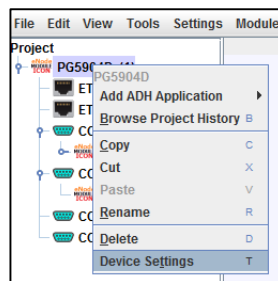 File Edit View Tools Settings Module
Project
PG5904D (1)
PG5904D
ET
Add ADH Application
ET
Browse Project History B
CO
Copy C
Cut X
CO
Paste V
Rename R
CO
Delete D
CO
Device Settings T